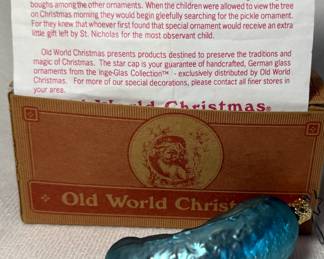 boughs among the other ornaments. When the children were allowed to view the tree
on Christmas morning they would begin gleefully searching for the pickle ornament.
For they knew that whoever first found that special ornament would receive an extra
little gift left by St. Nicholas for the most observant child.
Old World Christmas presents products destined to preserve the traditions and
magic of Christmas. The star cap is your guarantee of handcrafted, German glass
ornaments from the Inge-Glas Collection™ - exclusively distributed by Old World
Christmas. For more of our special decorations, please contact all finer stores in
your area.
World Christmas®
Old World Christ